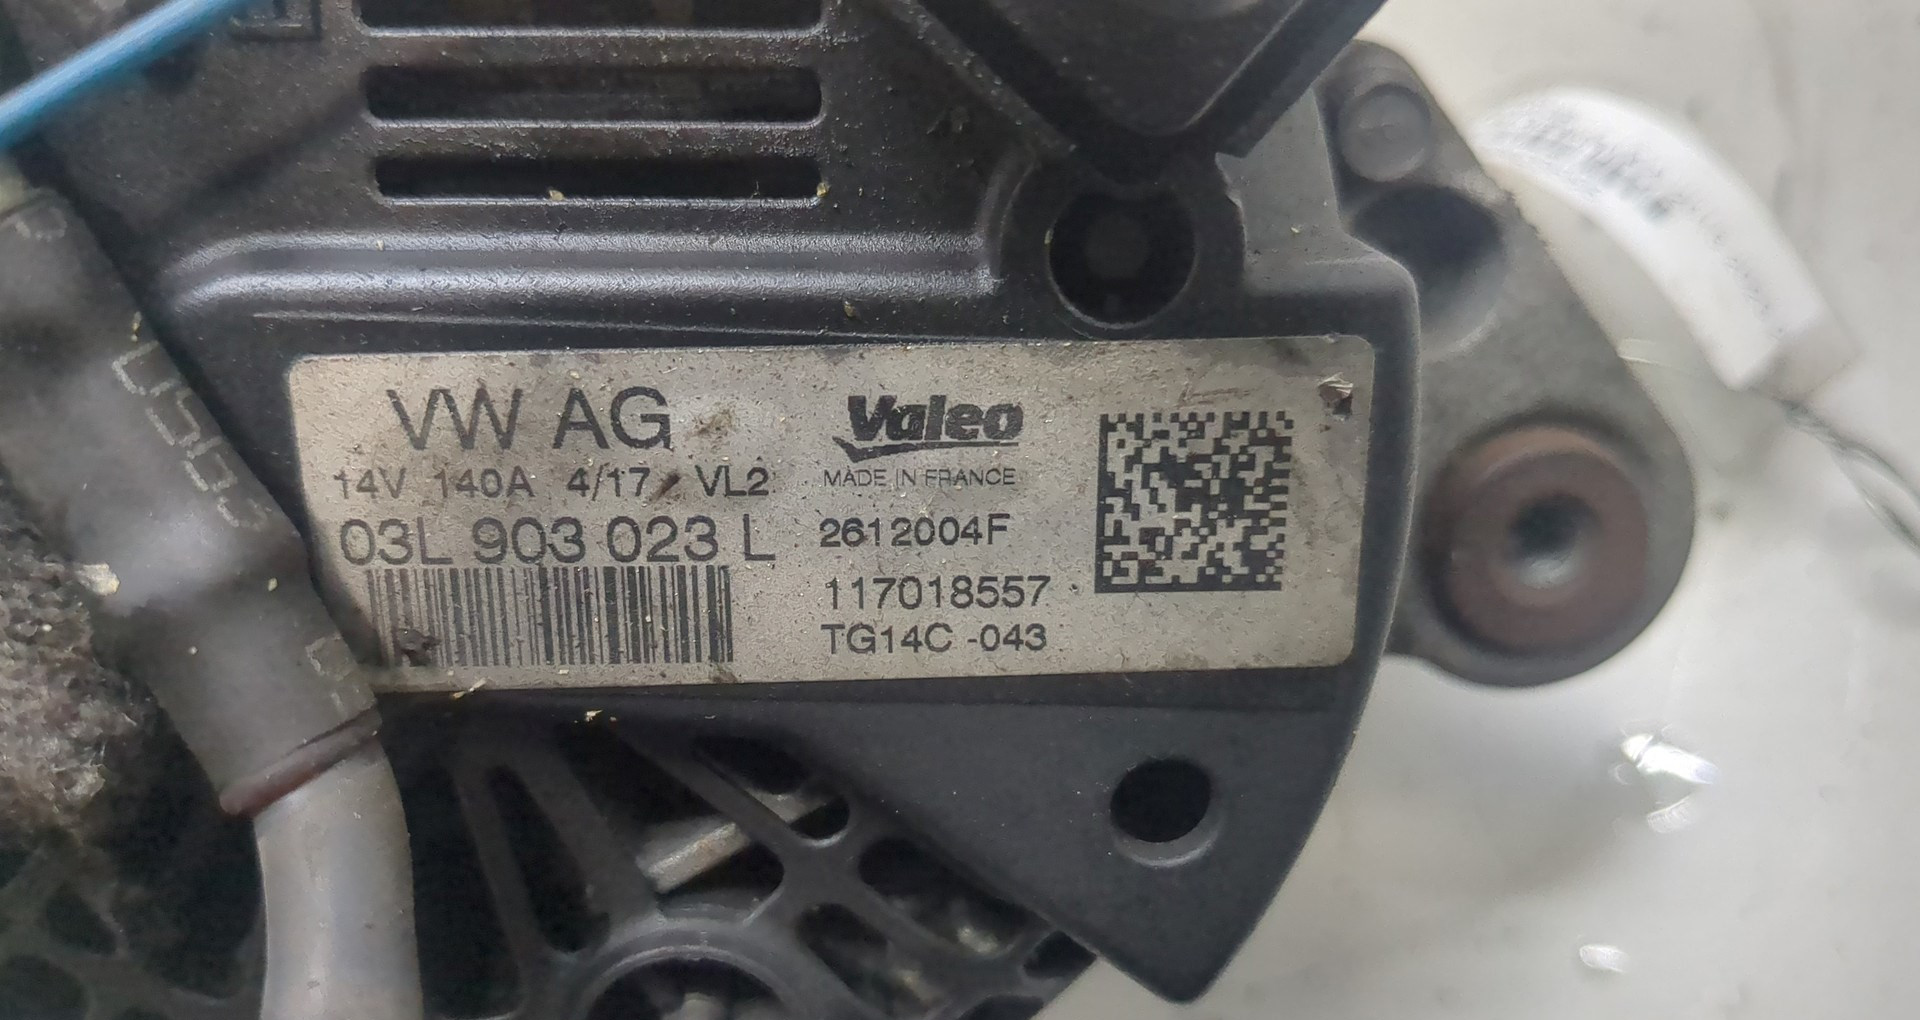 VW AG
14V 140A 4/17 VL2
03L 903 023 L
Valeo
MADE IN FRANCE
2612004F
117018557
TG14C -043